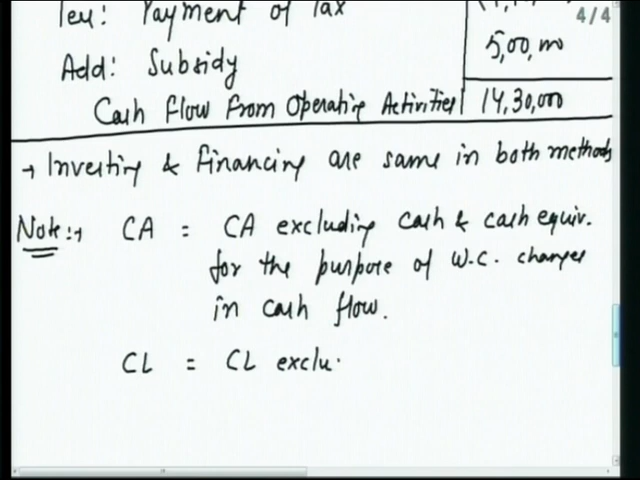 Less: Payment of Tax
4/4
5,00,000
Add: Subsidy
Cash Flow From Operating Activities 14,30,000
→ Investing & Financing are same in both methods
Note:→ CA = CA excluding cash & cash equiv.
for the purpose of W.C. changes
in cash flow.
CL = CL exclu.